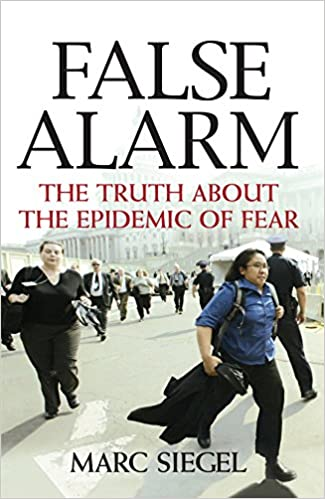 FALSE
ALARM
THE TRUTH ABOUT
THE EPIDEMIC OF FEAR
MARC SIEGEL